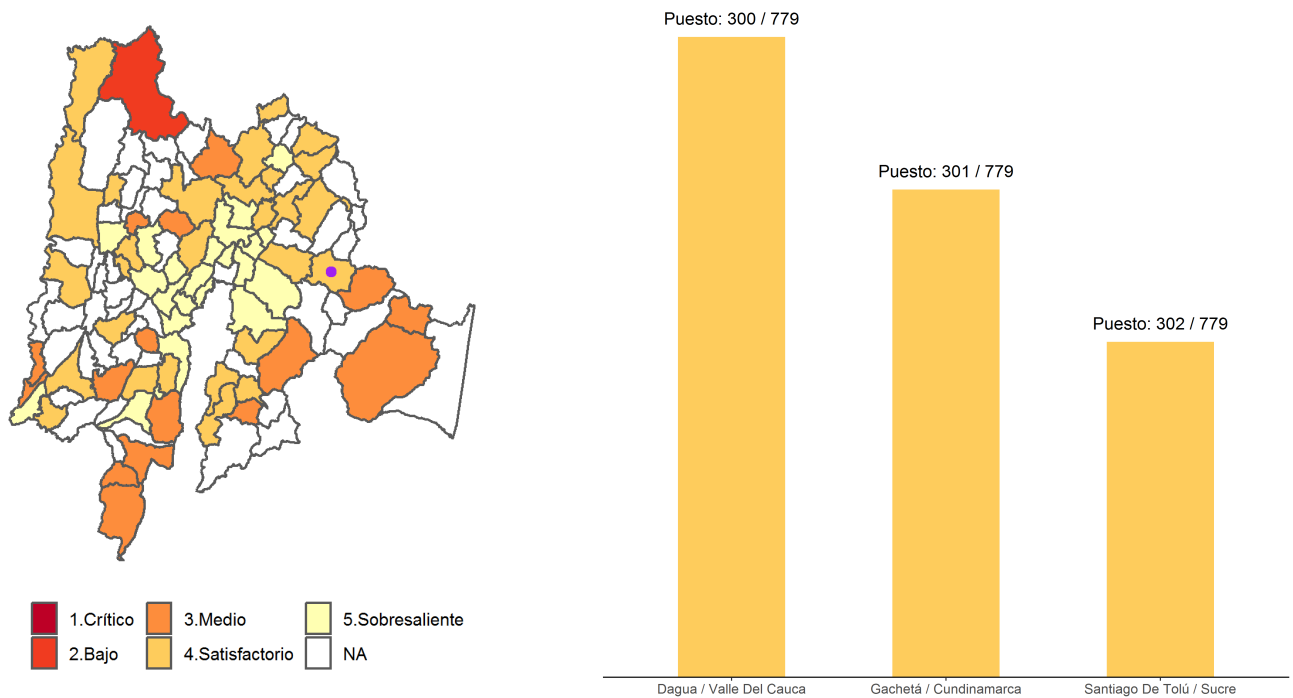 Puesto: 300 / 779
Puesto: 301 / 779
Puesto: 302 / 779
1.Crítico
3.Medio
5.Sobresaliente
2.Bajo
4.Satisfactorio
NA
Dagua / Valle Del Cauca
Gachetá / Cundinamarca
Santiago De Tolú / Sucre